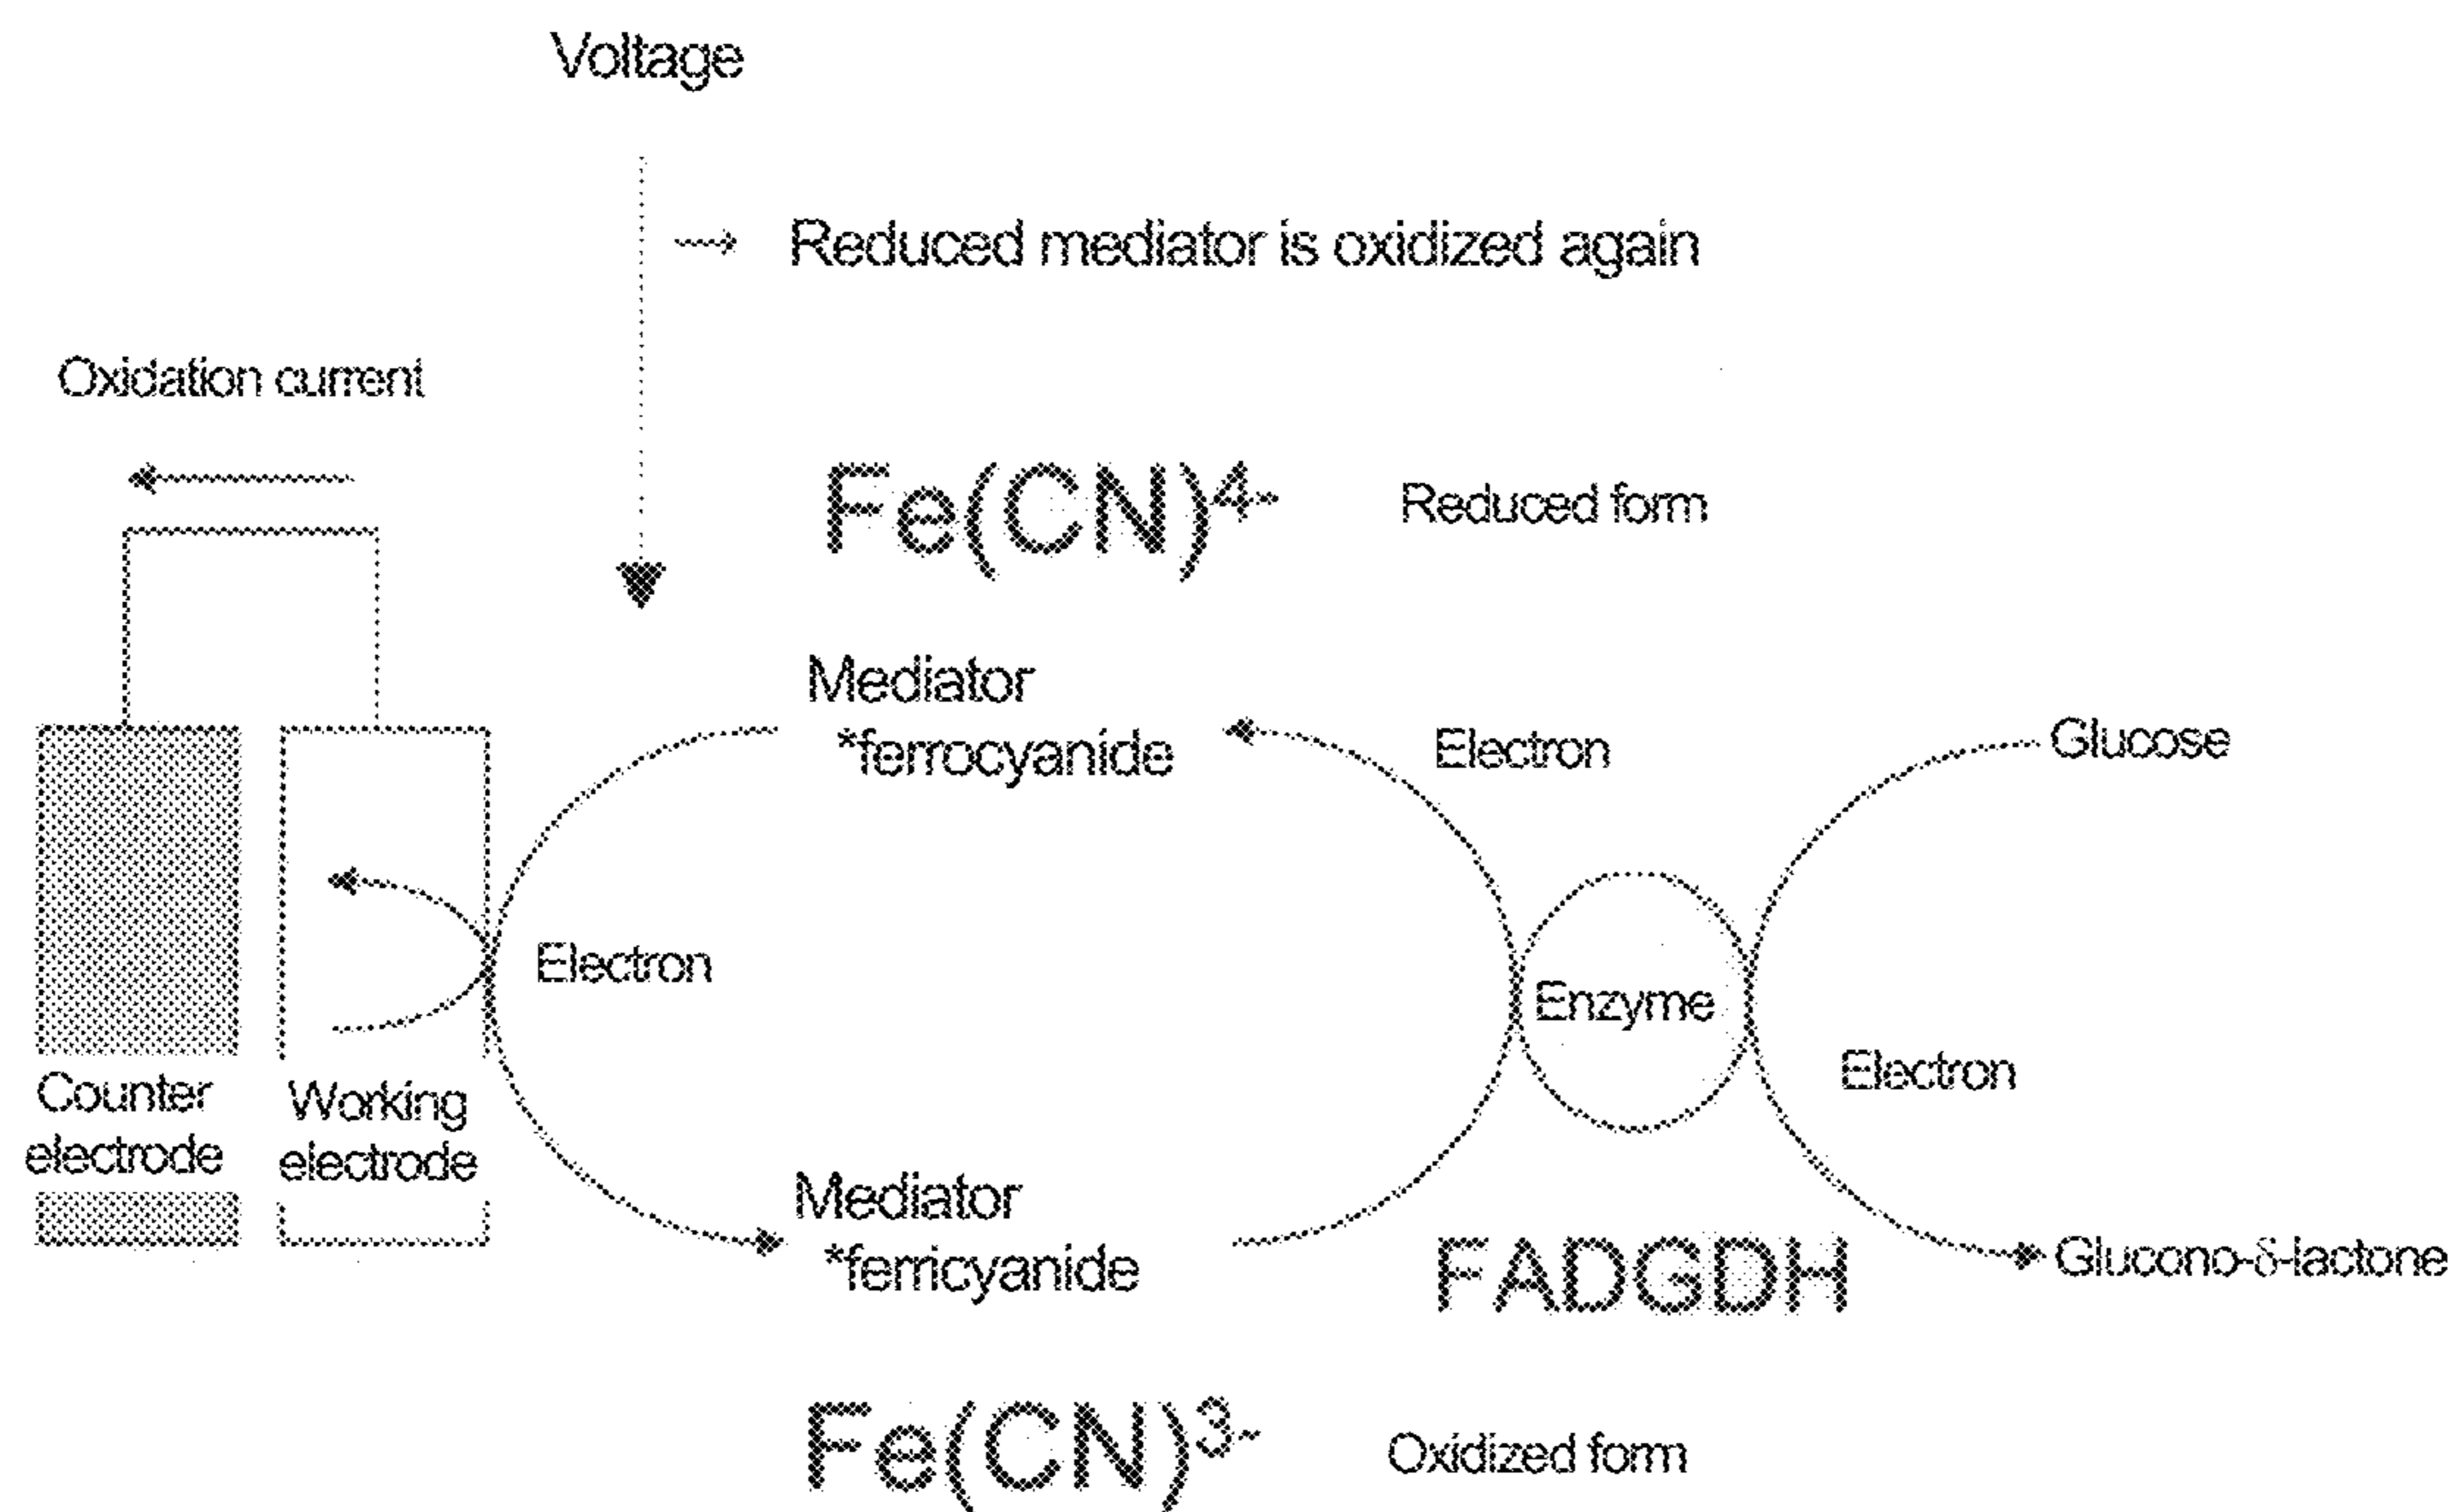 Voltage
Reduced mediator is oxidized again
Oxidation current
Fe(CN)⁴⁻
Reduced form
Mediator
*ferrocyanide
Electron
Glucose
Electron
Enzyme
Electron
Counter
electrode
Working
electrode
Mediator
*ferricyanide
FADGDH
Glucono-δ-lactone
Fe(CN)³⁻
Oxidized form